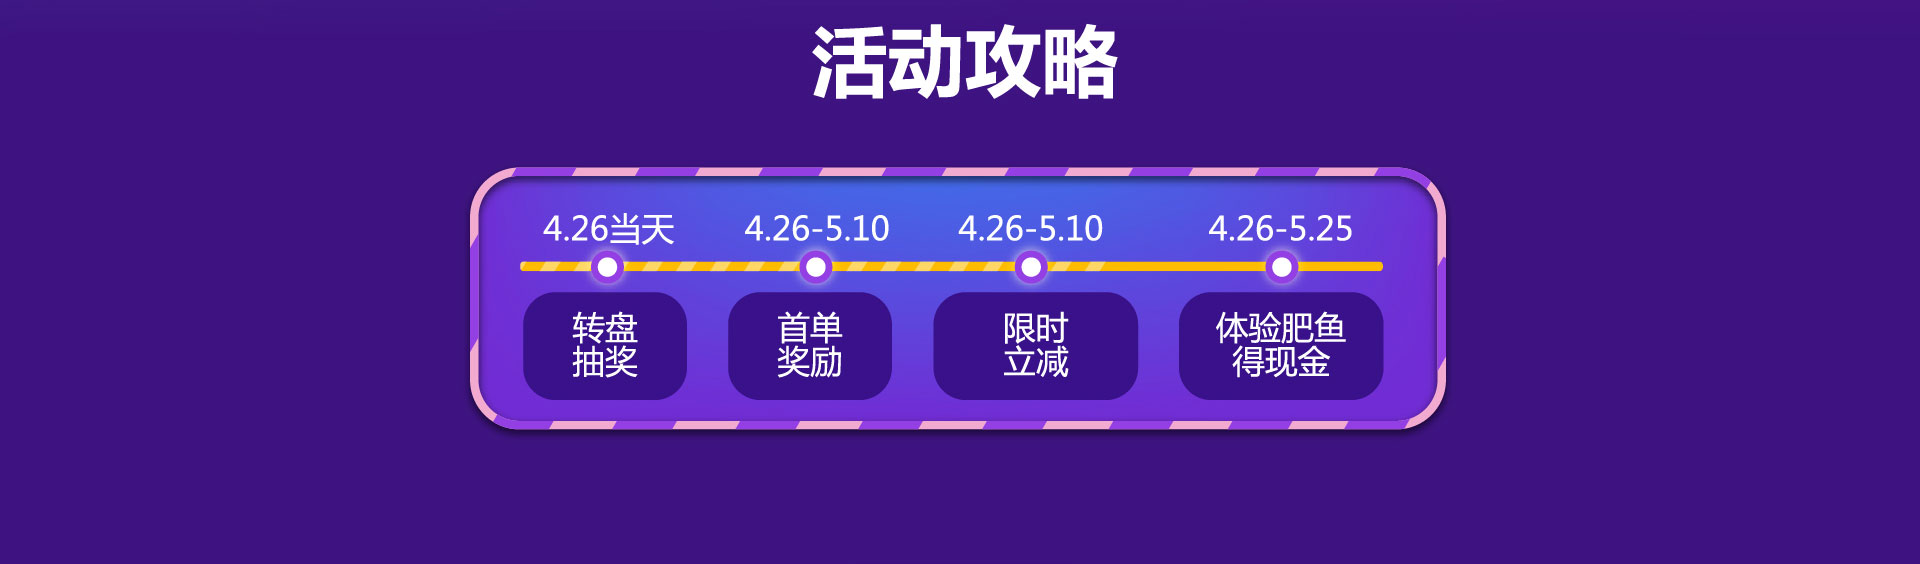 活动攻略
4.26当天
4.26-5.10
4.26-5.10
4.26-5.25
转盘
抽奖
首单
奖励
限时
立减
体验肥鱼
得现金